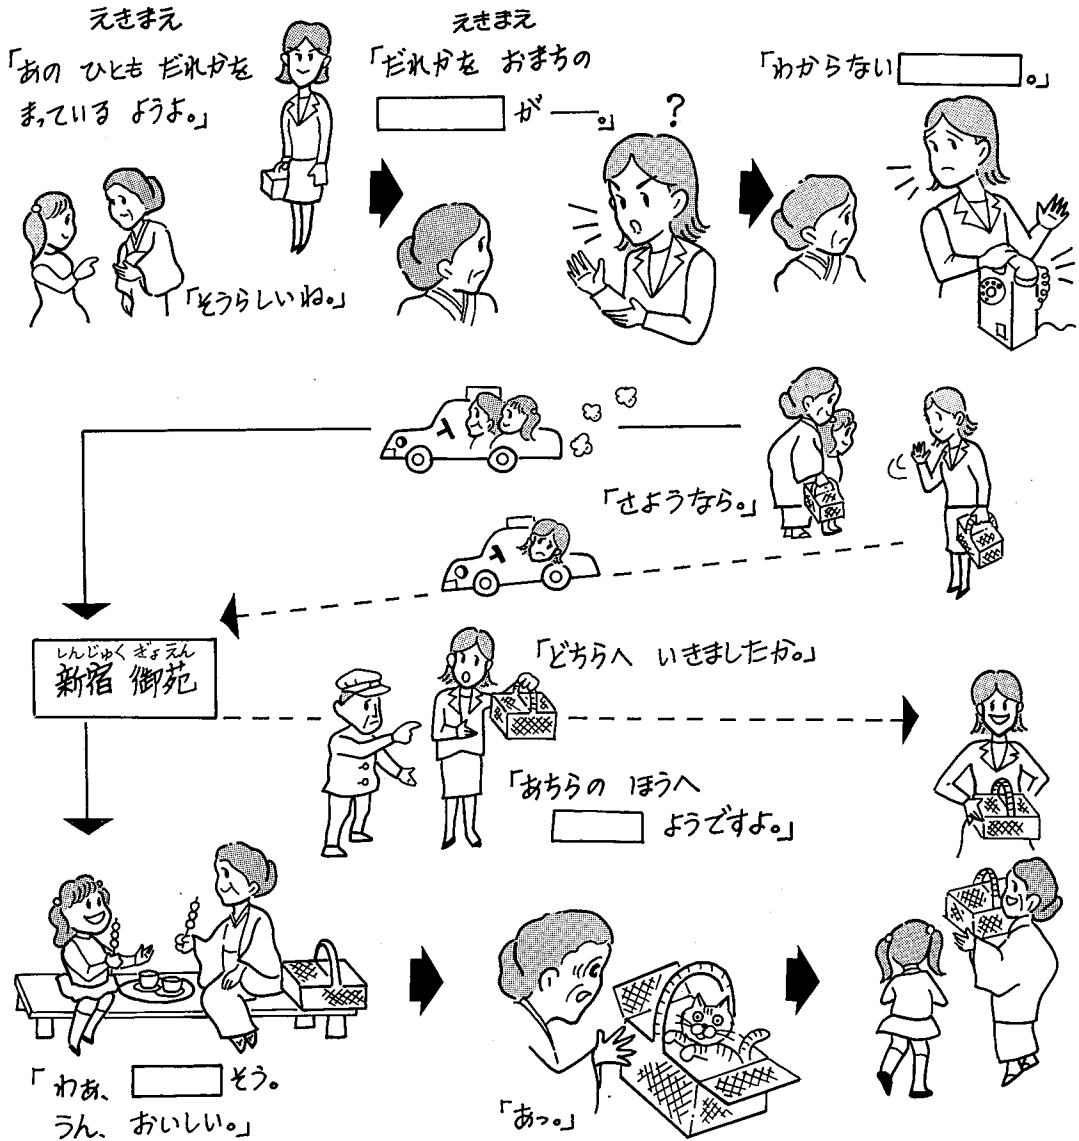 えきまえ
「あの ひとも だれかを
まっている ようよ。」
「そうらしいね。」
えきまえ
「だれかを おまちの
が ──。」
?
「わからない 。」
「さようなら。」
しんじゅく ぎょ えん
新宿 御苑
「どちらへ いきましたか。」
「あちらの ほうへ
ようですよ。」
「わぁ、 そう。
うん、 おいしい。」
「あっ。」